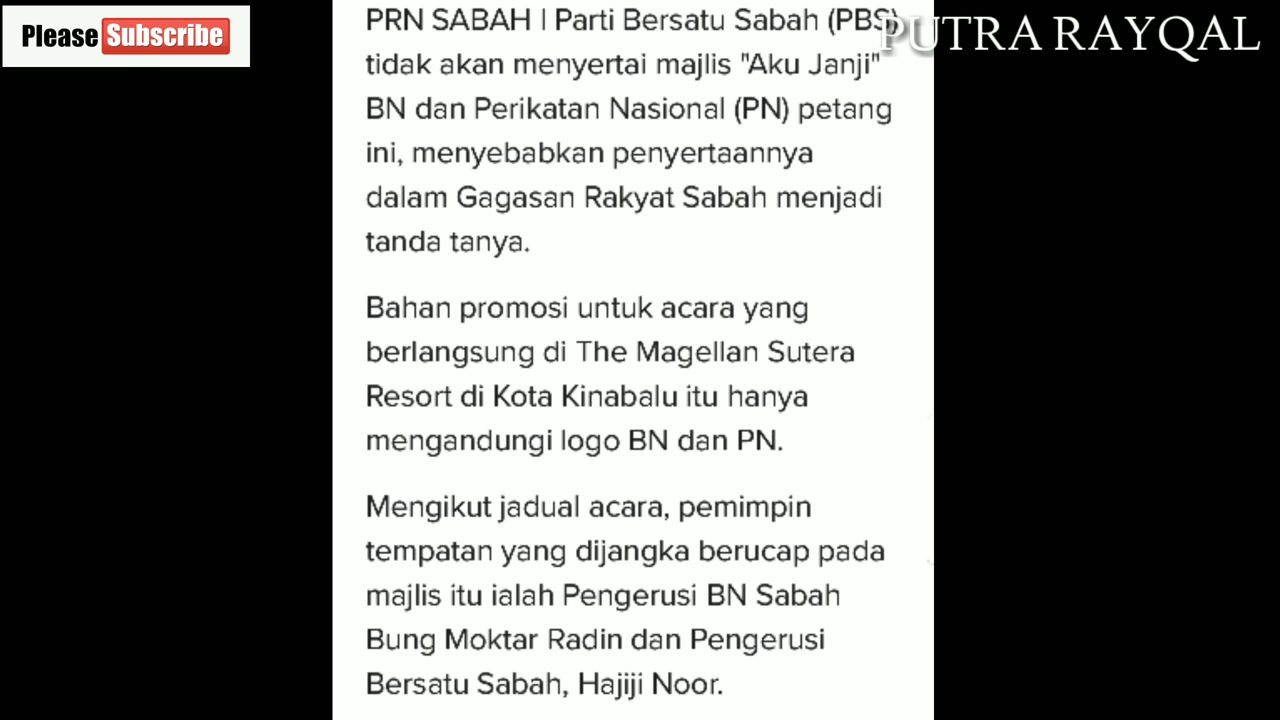 Please Subscribe
PUTRA RAYQAL
PRN SABAH | Parti Bersatu Sabah (PBS)
tidak akan menyertai majlis "Aku Janji"
BN dan Perikatan Nasional (PN) petang
ini, menyebabkan penyertaannya
dalam Gagasan Rakyat Sabah menjadi
tanda tanya.
Bahan promosi untuk acara yang
berlangsung di The Magellan Sutera
Resort di Kota Kinabalu itu hanya
mengandungi logo BN dan PN.
Mengikut jadual acara, pemimpin
tempatan yang dijangka berucap pada
majlis itu ialah Pengerusi BN Sabah
Bung Moktar Radin dan Pengerusi
Bersatu Sabah, Hajiji Noor.